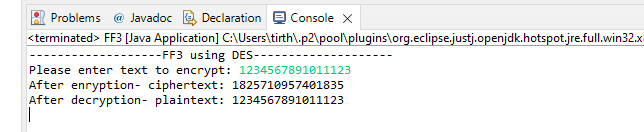 Problems @ Javadoc Declaration Console
<terminated> FF3 [Java Application] C:\Users\tirth\.p2\pool\plugins\org.eclipse.justj.openjdk.hotspot.jre.full.win32.x
-------------------FF3 using DES--------------------
Please enter text to encrypt: 1234567891011123
After enryption- ciphertext: 1825710957401835
After decryption- plaintext: 1234567891011123